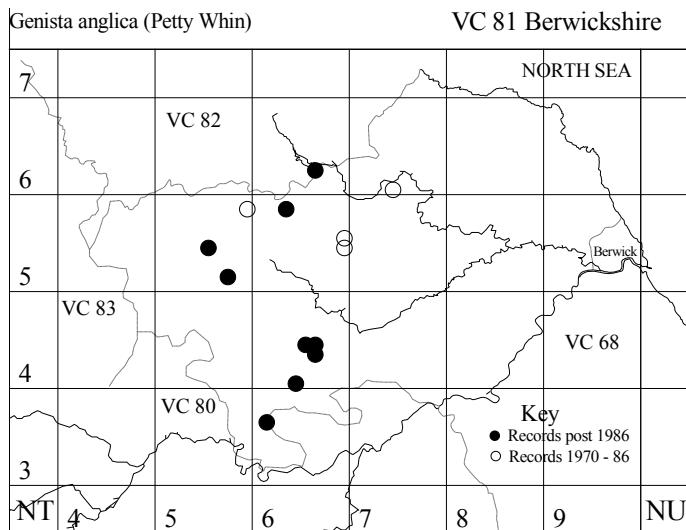 Genista anglica (Petty Whin)
VC 81 Berwickshire
NORTH SEA
7
VC 82
6
Berwick
5
VC 83
VC 68
4
VC 80
Key
Records post 1986
Records 1970 - 86
3
NT
4
5
6
7
8
9
NU